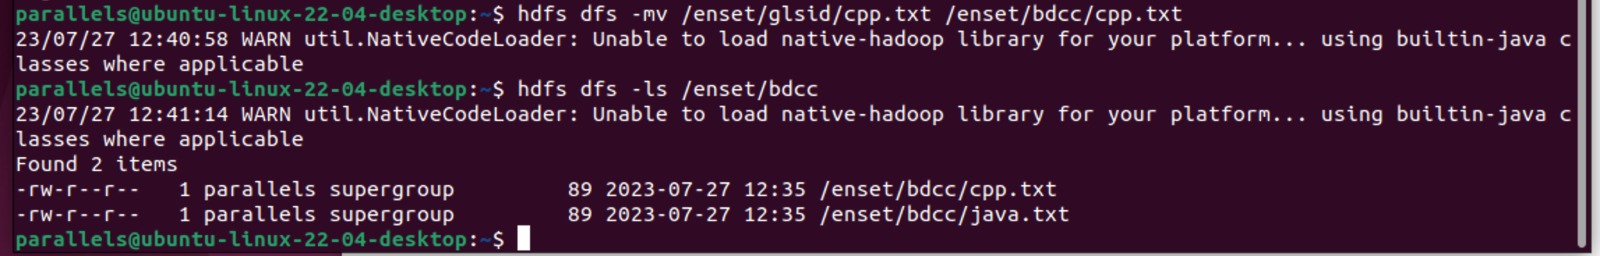 parallels@ubuntu-linux-22-04-desktop:~$ hdfs dfs -mv /enset/glsid/cpp.txt /enset/bdcc/cpp.txt
23/07/27 12:40:58 WARN util.NativeCodeLoader: Unable to load native-hadoop library for your platform... using builtin-java c
lasses where applicable
parallels@ubuntu-linux-22-04-desktop:~$ hdfs dfs -ls /enset/bdcc
23/07/27 12:41:14 WARN util.NativeCodeLoader: Unable to load native-hadoop library for your platform... using builtin-java c
lasses where applicable
Found 2 items
-rw-r--r--   1 parallels supergroup         89 2023-07-27 12:35 /enset/bdcc/cpp.txt
-rw-r--r--   1 parallels supergroup         89 2023-07-27 12:35 /enset/bdcc/java.txt
parallels@ubuntu-linux-22-04-desktop:~$